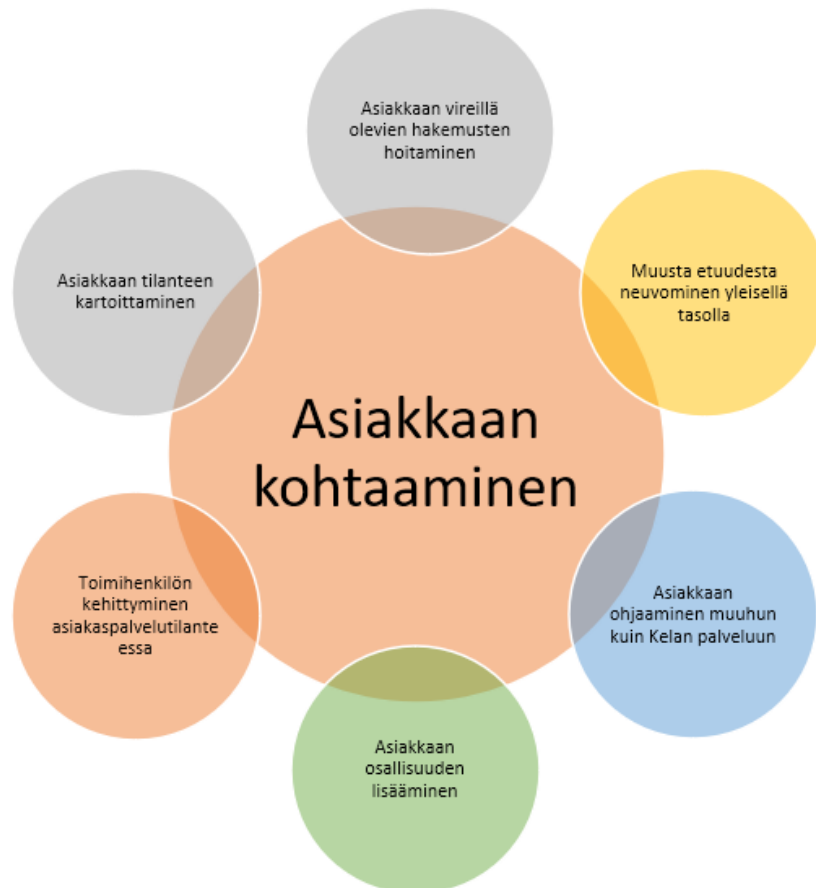 Asiakkaan vireillä
olevien hakemusten
hoitaminen
Muusta etuudesta
neuvominen yleisellä
tasolla
Asiakkaan tilanteen
kartoittaminen
Asiakkaan
kohtaaminen
Toimihenkilön
kehittyminen
asiakaspalvelutilante
essa
Asiakkaan
ohjaaminen muuhun
kuin Kelan palveluun
Asiakkaan
osallisuuden
lisääminen